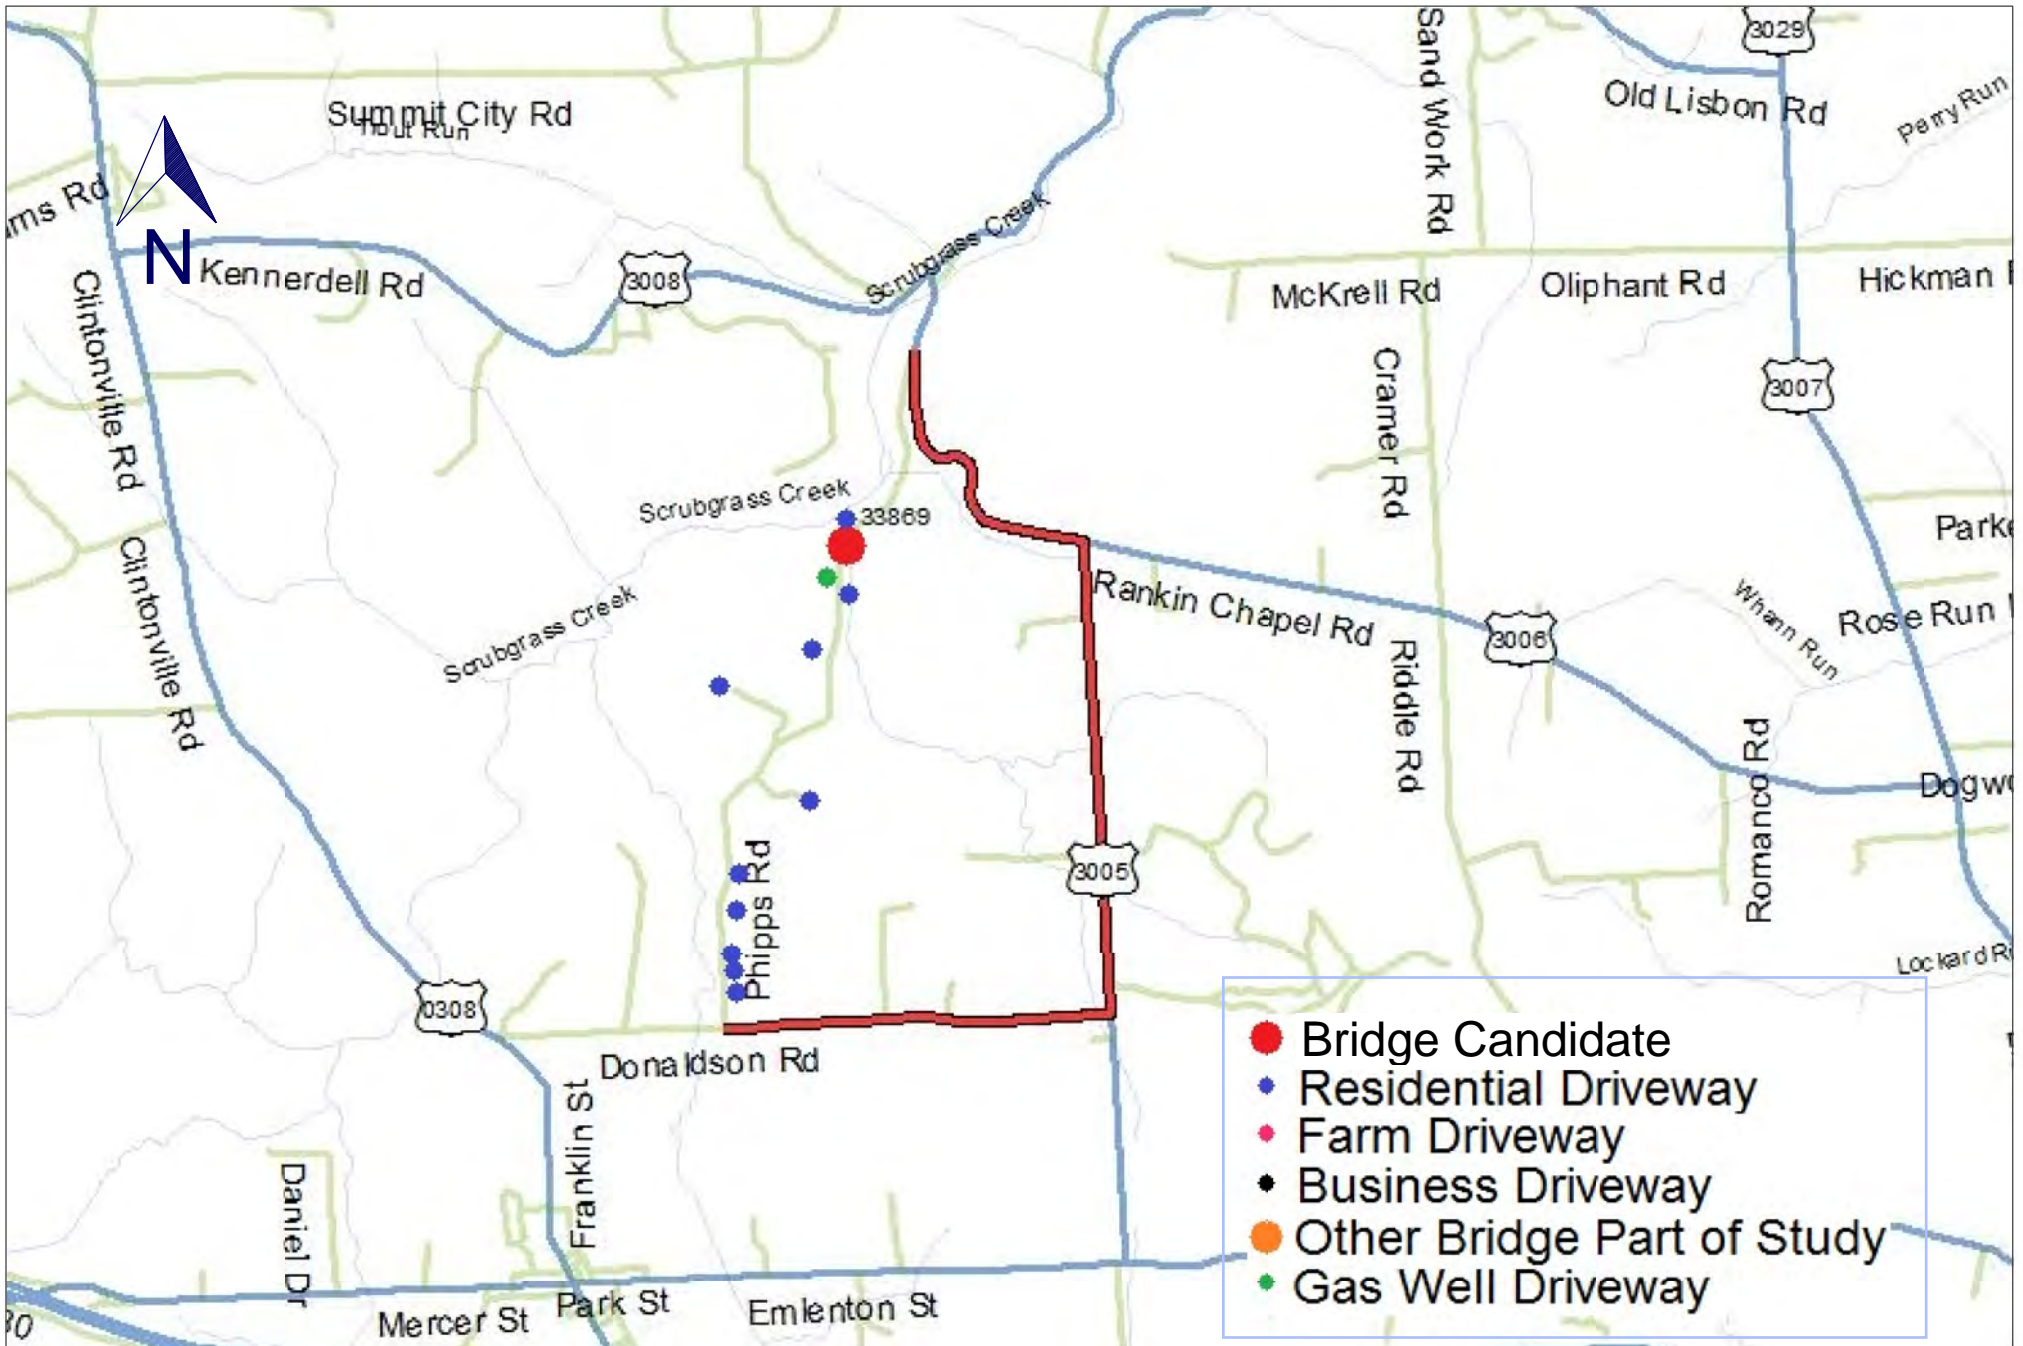 3029
Sand Work Rd
Old Lisbon Rd
Perry Run
Summit City Rd
Trout Run
rns Rd
N
Kennerdell Rd
3008
Scrubgrass Creek
McKrell Rd
Oliphant Rd
Hickman
Clintonville Rd
Cramer Rd
3007
Scrubgrass Creek
33869
Parke
Clintonville Rd
Scrubgrass Creek
Rankin Chapel Rd
3006
Whann Run
Rose Run
Riddle Rd
Romanco Rd
Dogwo
Phipps Rd
3005
Lockard R
0308
Donaldson Rd
Franklin St
Daniel Dr
Mercer St
Park St
Emlenton St
80
Bridge Candidate
Residential Driveway
Farm Driveway
Business Driveway
Other Bridge Part of Study
Gas Well Driveway